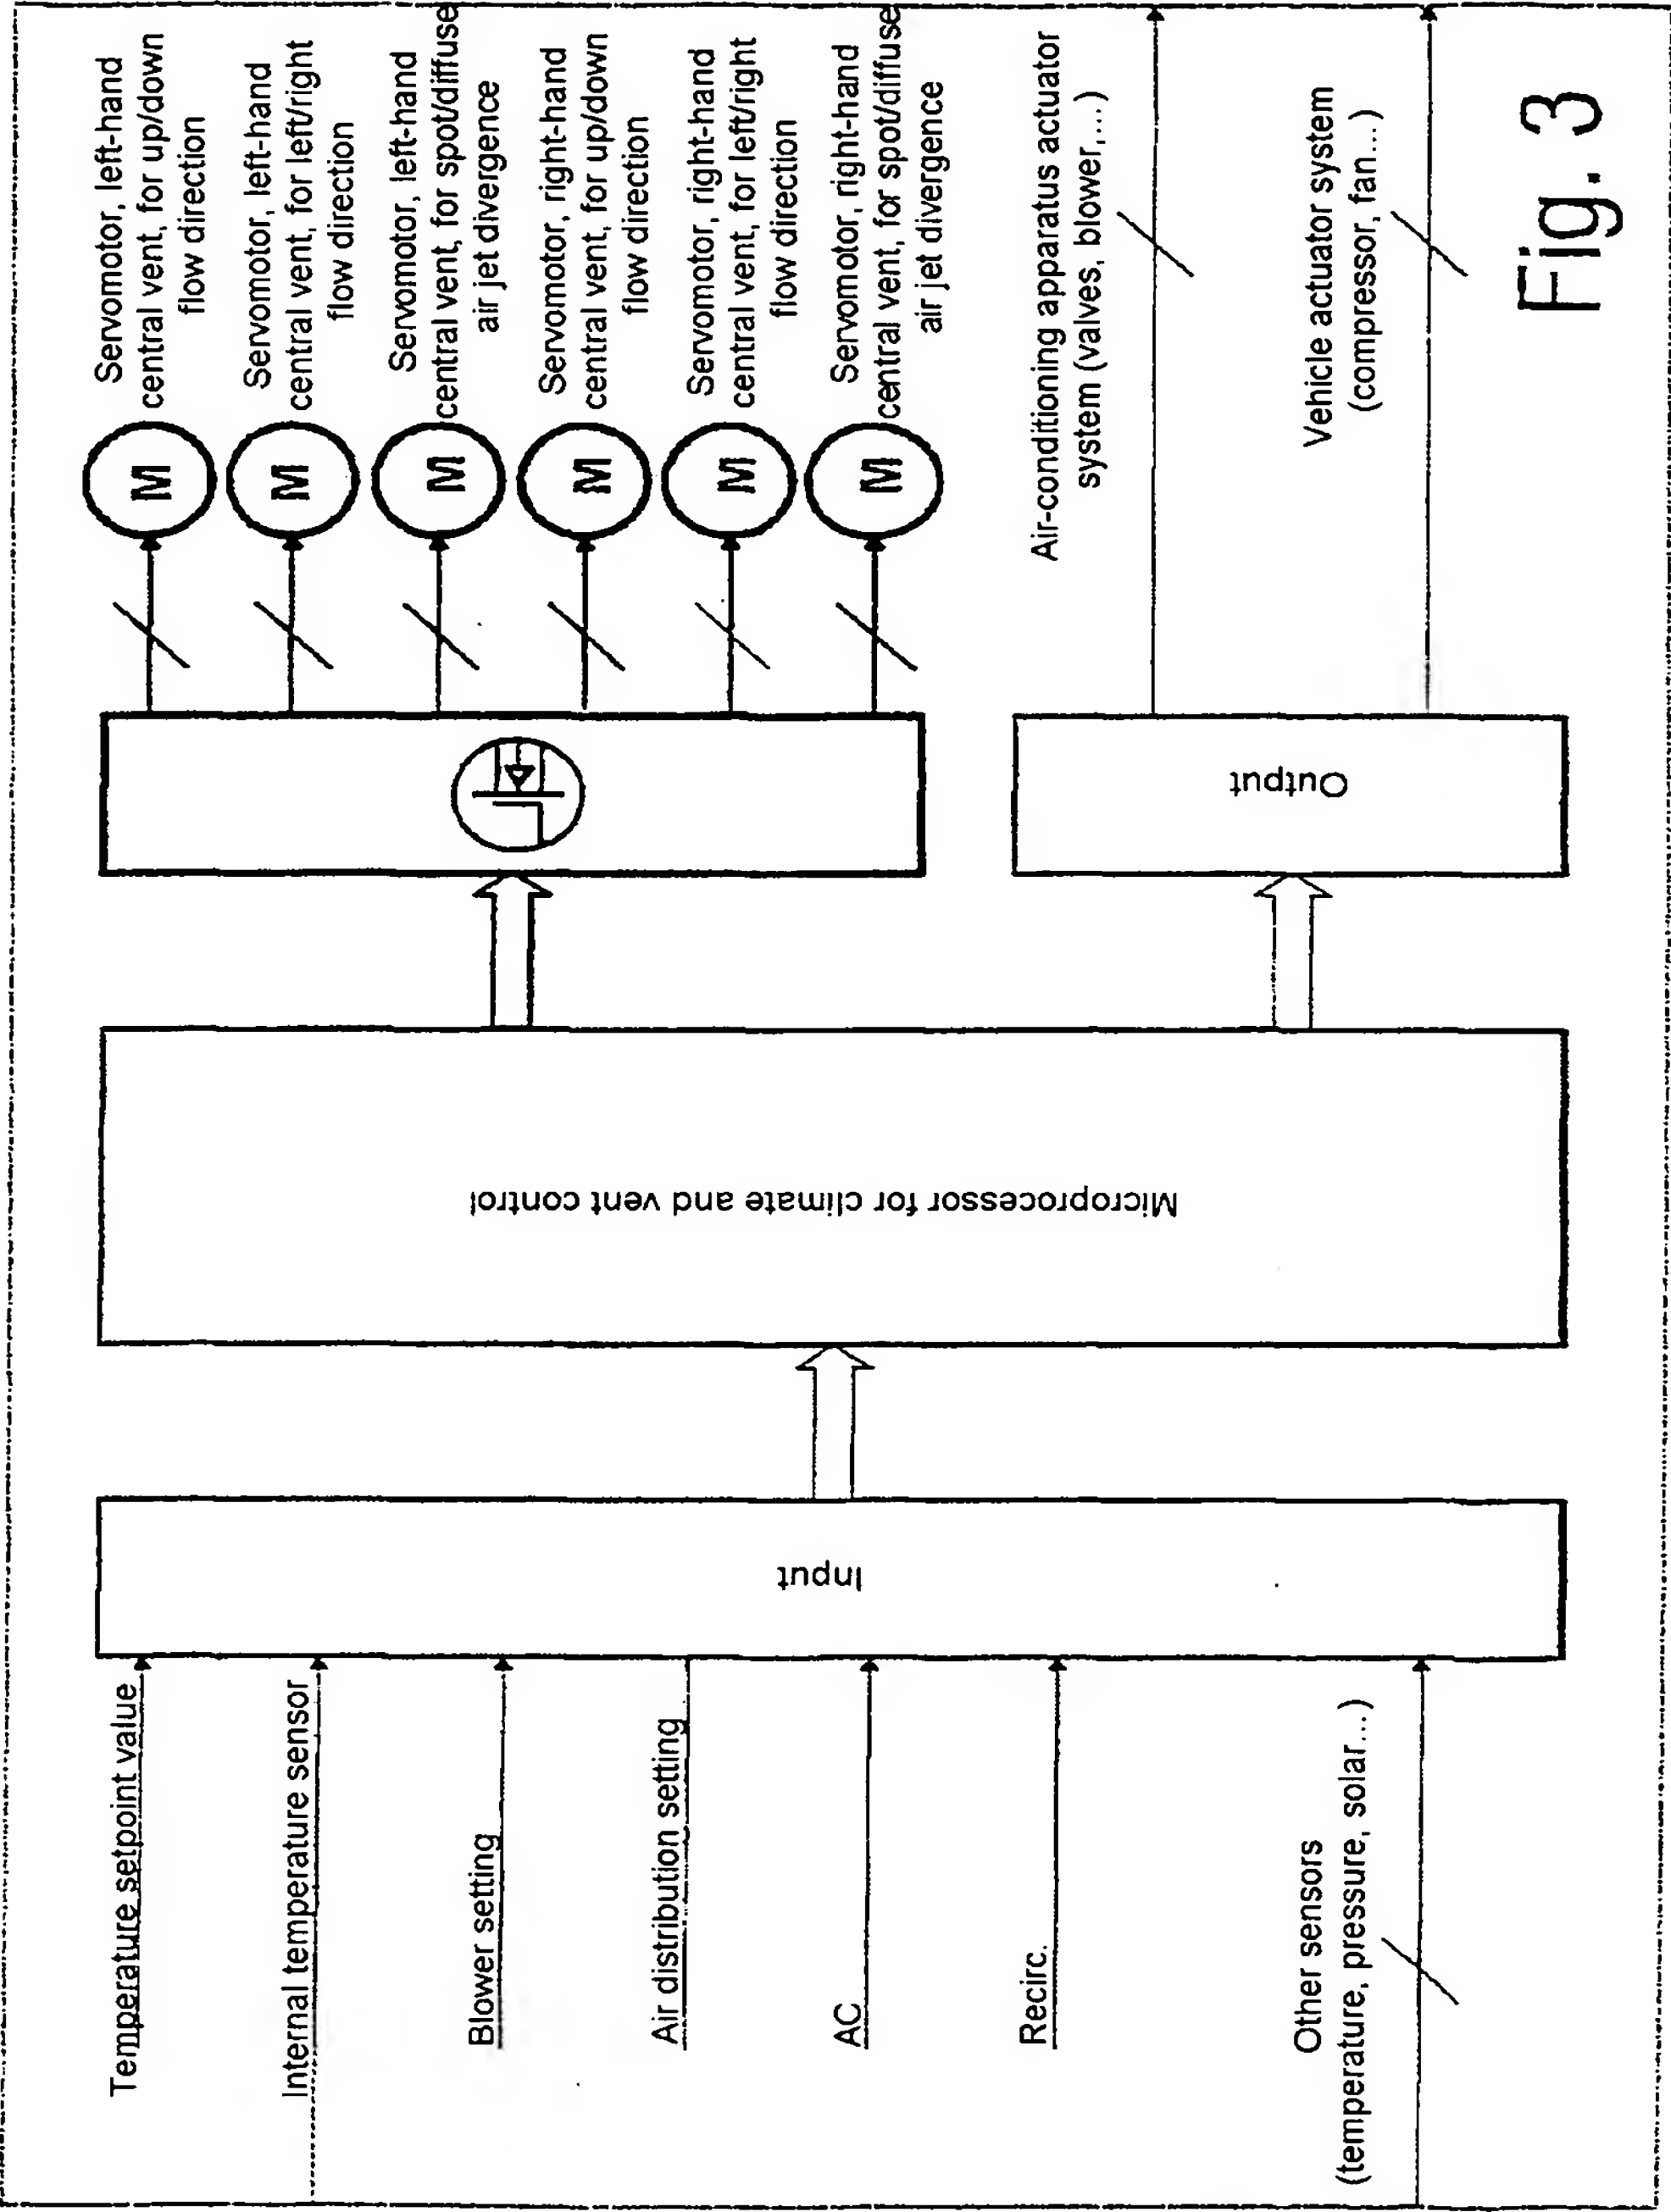 Temperature setpoint value
Internal temperature sensor
Blower setting
Air distribution setting
AC
Recirc.
Other sensors
(temperature, pressure, solar...)
Input
Microprocessor for climate and vent control
Output
M
M
M
M
M
M
Servomotor, left-hand
central vent, for up/down
flow direction
Servomotor, left-hand
central vent, for left/right
flow direction
Servomotor, left-hand
central vent, for spot/diffuse
air jet divergence
Servomotor, right-hand
central vent, for up/down
flow direction
Servomotor, right-hand
central vent, for left/right
flow direction
Servomotor, right-hand
central vent, for spot/diffuse
air jet divergence
Air-conditioning apparatus actuator
system (valves, blower,...)
Vehicle actuator system
(compressor, fan...)
Fig. 3